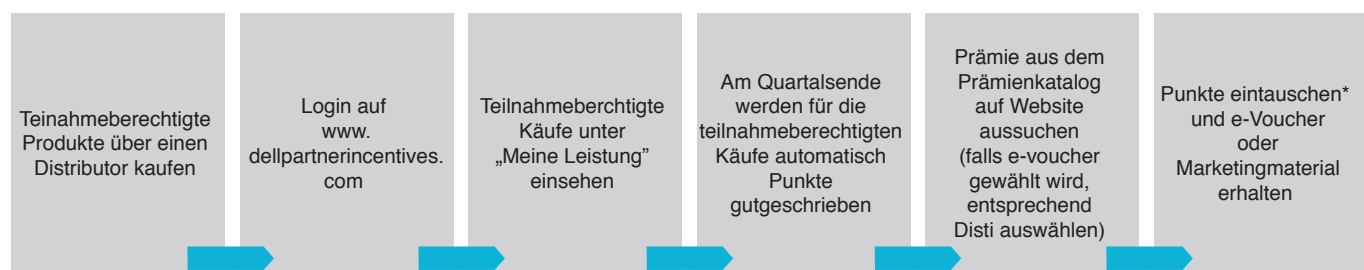 Teinahmeberechtigte
Produkte über einen
Distributor kaufen
Login auf
www.
dellpartnerincentives.
com
Teilnahmeberchtigte
Käufe unter
„Meine Leistung”
einsehen
Am Quartalsende
werden für die
teilnahmeberechtigten
Käufe automatisch
Punkte
gutgeschrieben
Prämie aus dem
Prämienkatalog
auf Website
aussuchen
(falls e-voucher
gewählt wird,
entsprechend
Disti auswählen)
Punkte eintauschen*
und e-Voucher
oder
Marketingmaterial
erhalten